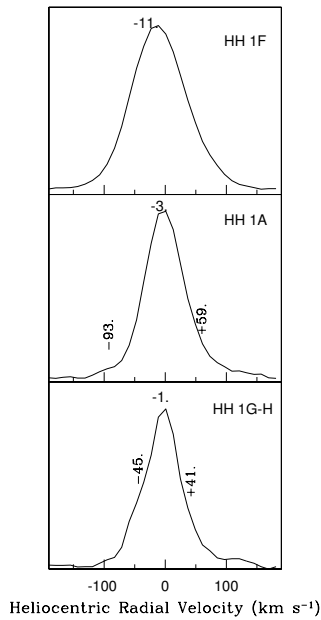 -11.
HH 1F
-3.
HH 1A
-93.
+59.
-1.
HH 1G-H
-45.
+41.
-100 0 100
Heliocentric Radial Velocity (km s⁻¹)